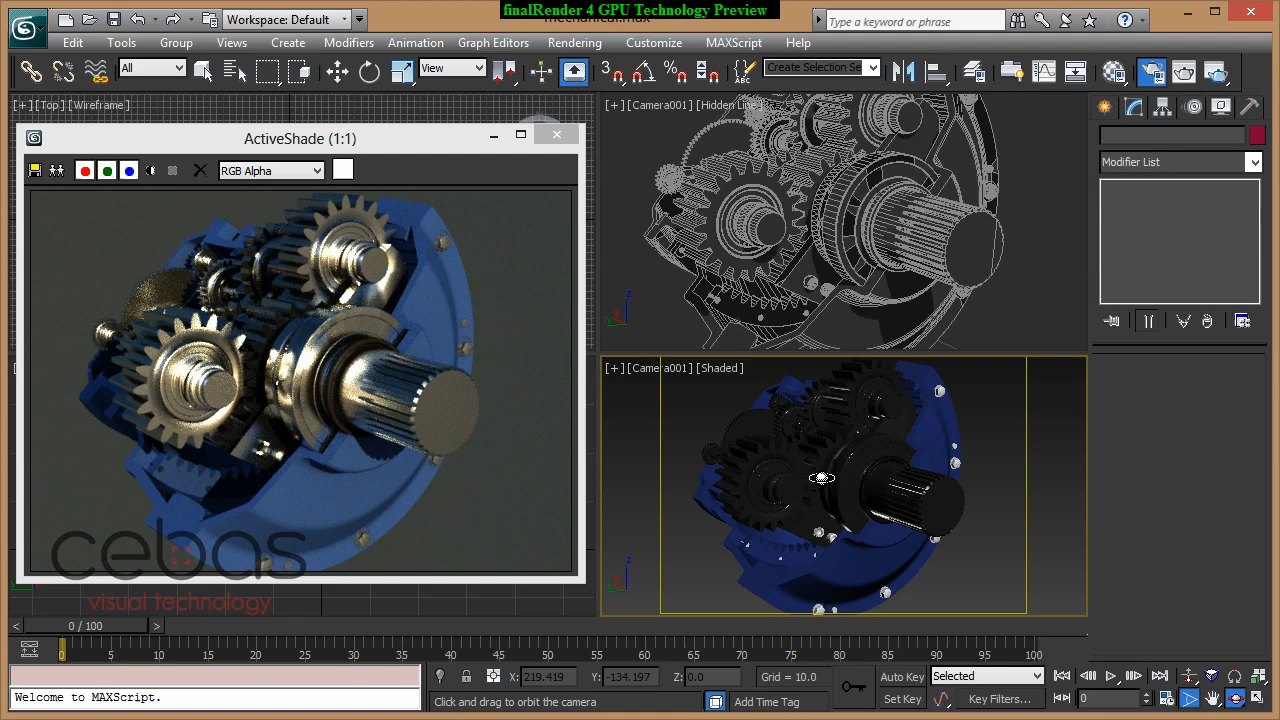 finalRender 4 GPU Technology Preview
Workspace: Default
mechanical.max
Type a keyword or phrase
Edit Tools Group Views Create Modifiers Animation Graph Editors Rendering Customize MAXScript Help
All
View
3
%
ABC
Create Selection Se
[+] [Top] [Wireframe]
[+] [Camera001] [Hidden Line]
ActiveShade (1:1)
RGB Alpha
Modifier List
z
x
[+] [Camera001] [Shaded]
z
x
cebas
visual technology
< 0 / 100 >
0 5 10 15 20 25 30 35 40 45 50 55 60 65 70 75 80 85 90 95 100
X: 219.419 Y: -134.197 Z: 0.0 Grid = 10.0 Auto Key Selected
Welcome to MAXScript.
Click and drag to orbit the camera Add Time Tag Set Key Key Filters... 0